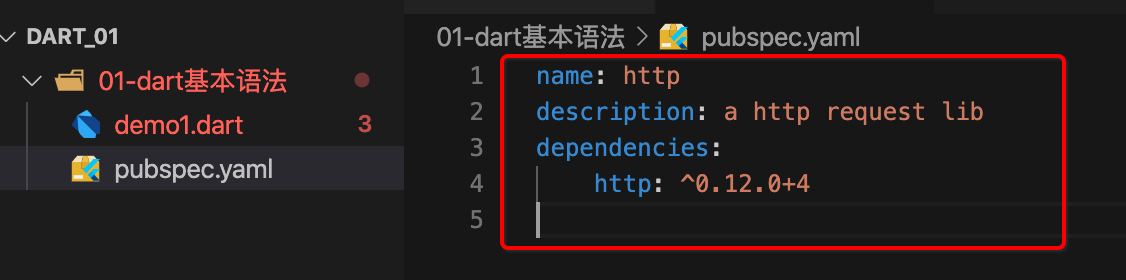 DART_01
01-dart基本语法
demo1.dart 3
pubspec.yaml
01-dart基本语法 > pubspec.yaml
1 name: http
2 description: a http request lib
3 dependencies:
4 http: ^0.12.0+4
5